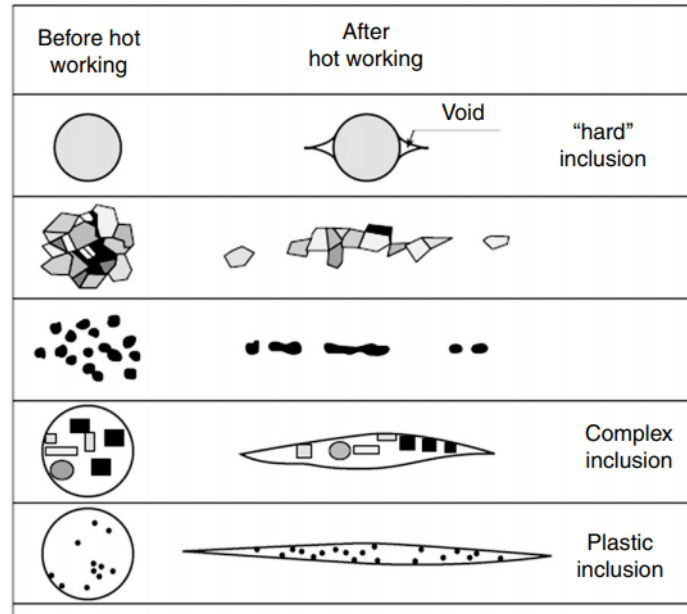 Before hot
working
After
hot working
Void
“hard”
inclusion
Complex
inclusion
Plastic
inclusion